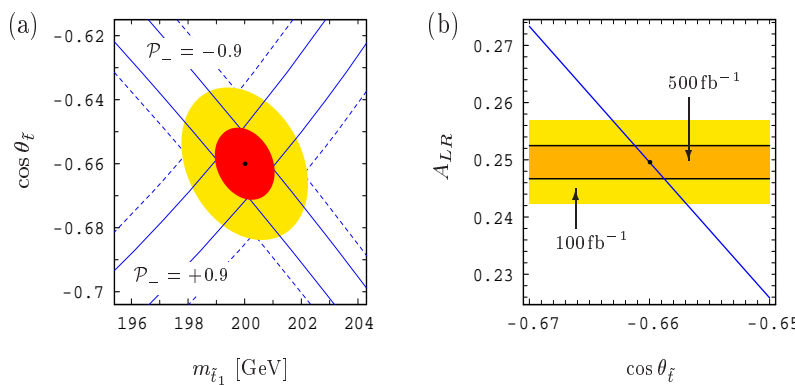 (a)
−0.62
−0.64
−0.66
−0.68
−0.7
cos θ_t̃
𝒫₋ = −0.9
𝒫₋ = +0.9
196 198 200 202 204
m_t̃₁ [GeV]
(b)
0.27
0.26
0.25
0.24
0.23
A_LR
500 fb⁻¹
100 fb⁻¹
−0.67 −0.66 −0.65
cos θ_t̃